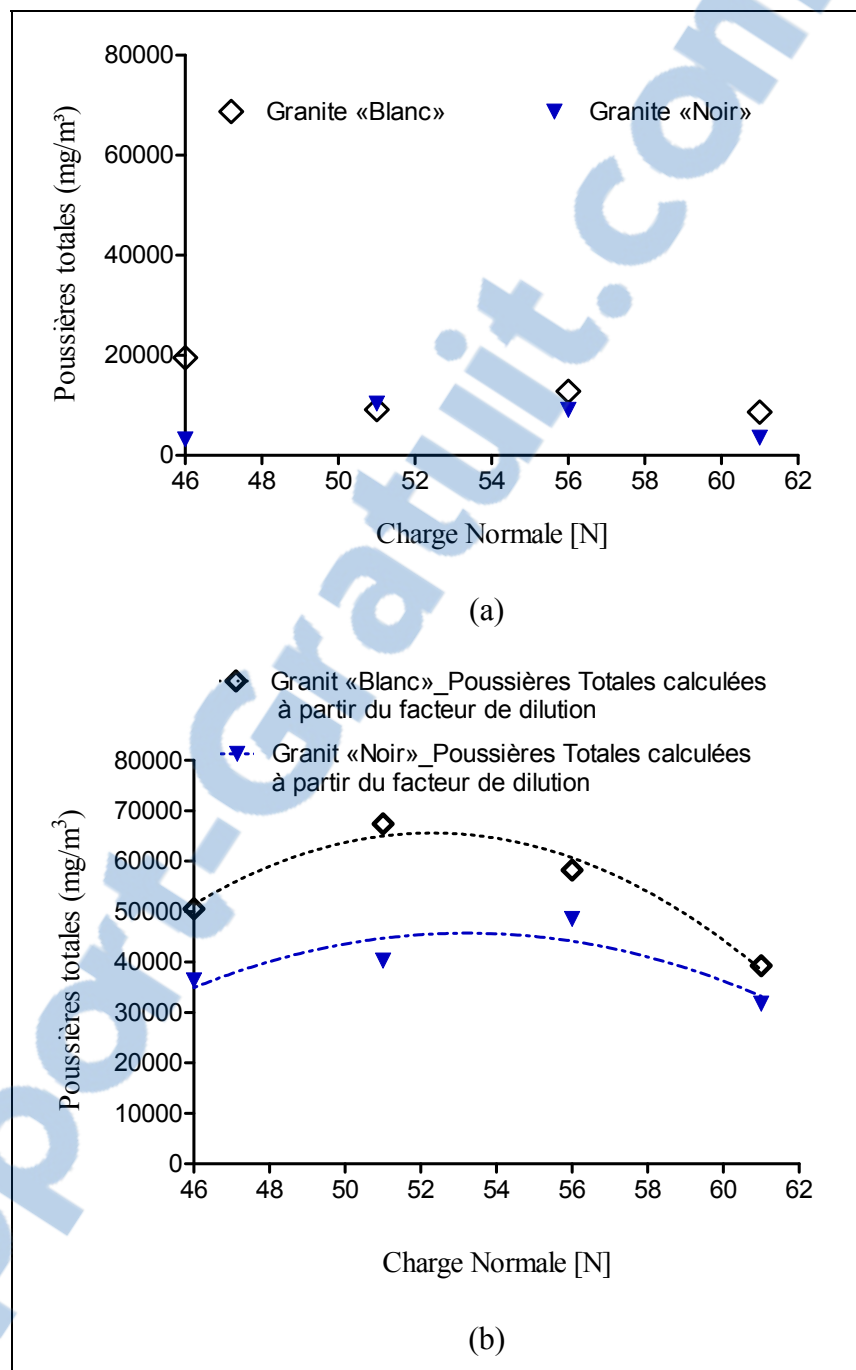 80000
60000
40000
20000
0
Poussières totales (mg/m³)
Granite «Blanc»
Granite «Noir»
46 48 50 52 54 56 58 60 62
Charge Normale [N]
(a)
Granit «Blanc»_Poussières Totales calculées
à partir du facteur de dilution
Granit «Noir»_Poussières Totales calculées
à partir du facteur de dilution
80000
70000
60000
50000
40000
30000
20000
10000
0
Poussières totales (mg/m³)
46 48 50 52 54 56 58 60 62
Charge Normale [N]
(b)
pport-Gratuit.com